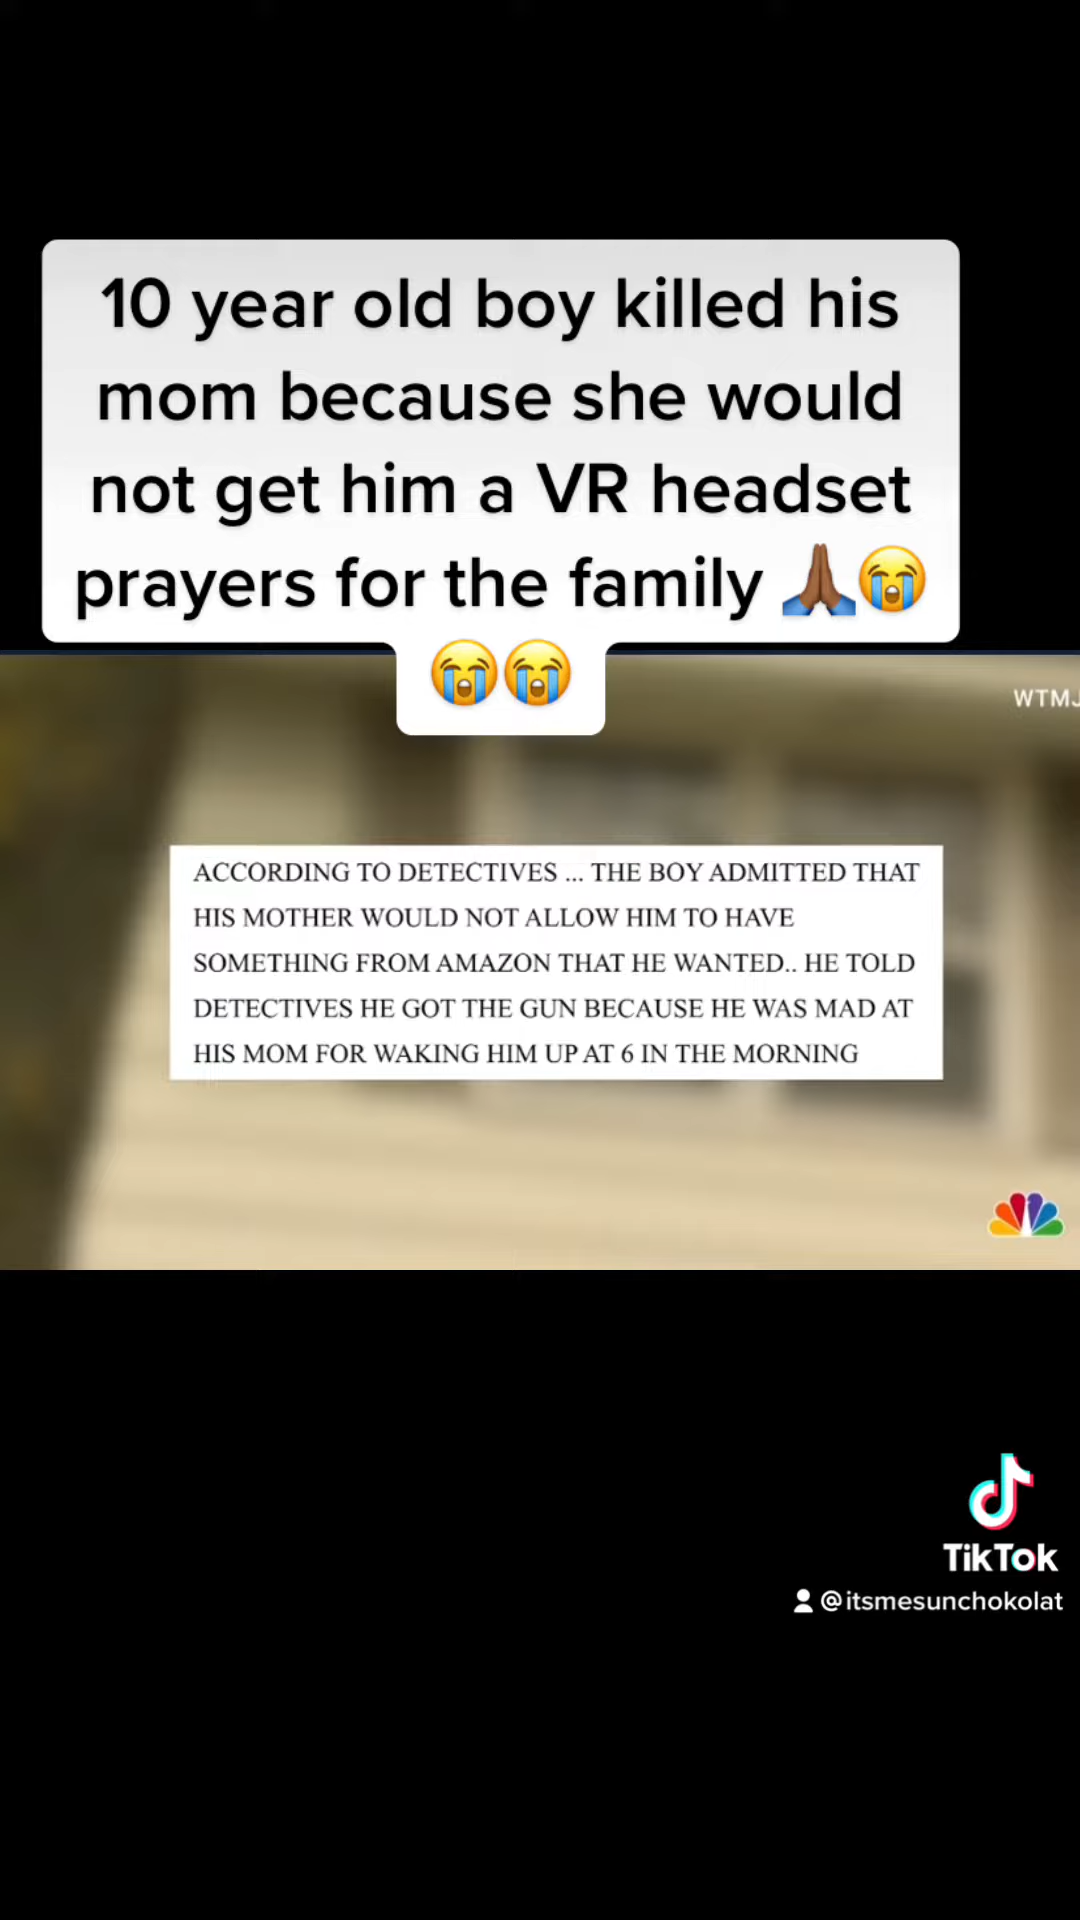 10 year old boy killed his
mom because she would
not get him a VR headset
prayers for the family 🙏🏾😭
😭😭
WTMJ
ACCORDING TO DETECTIVES ... THE BOY ADMITTED THAT
HIS MOTHER WOULD NOT ALLOW HIM TO HAVE
SOMETHING FROM AMAZON THAT HE WANTED.. HE TOLD
DETECTIVES HE GOT THE GUN BECAUSE HE WAS MAD AT
HIS MOM FOR WAKING HIM UP AT 6 IN THE MORNING
TikTok
@itsmesunchokolat